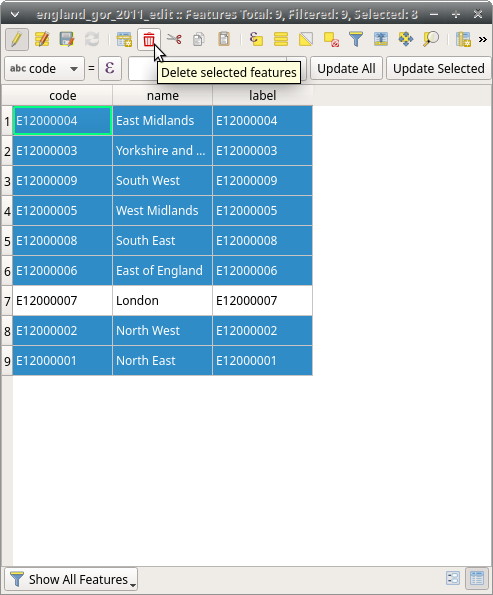 england_gor_2011_edit :: Features Total: 9, Filtered: 9, Selected: 8
abc code = ε Update All Update Selected
Delete selected features
code name label
1 E12000004 East Midlands E12000004
2 E12000003 Yorkshire and ... E12000003
3 E12000009 South West E12000009
4 E12000005 West Midlands E12000005
5 E12000008 South East E12000008
6 E12000006 East of England E12000006
7 E12000007 London E12000007
8 E12000002 North West E12000002
9 E12000001 North East E12000001
Show All Features